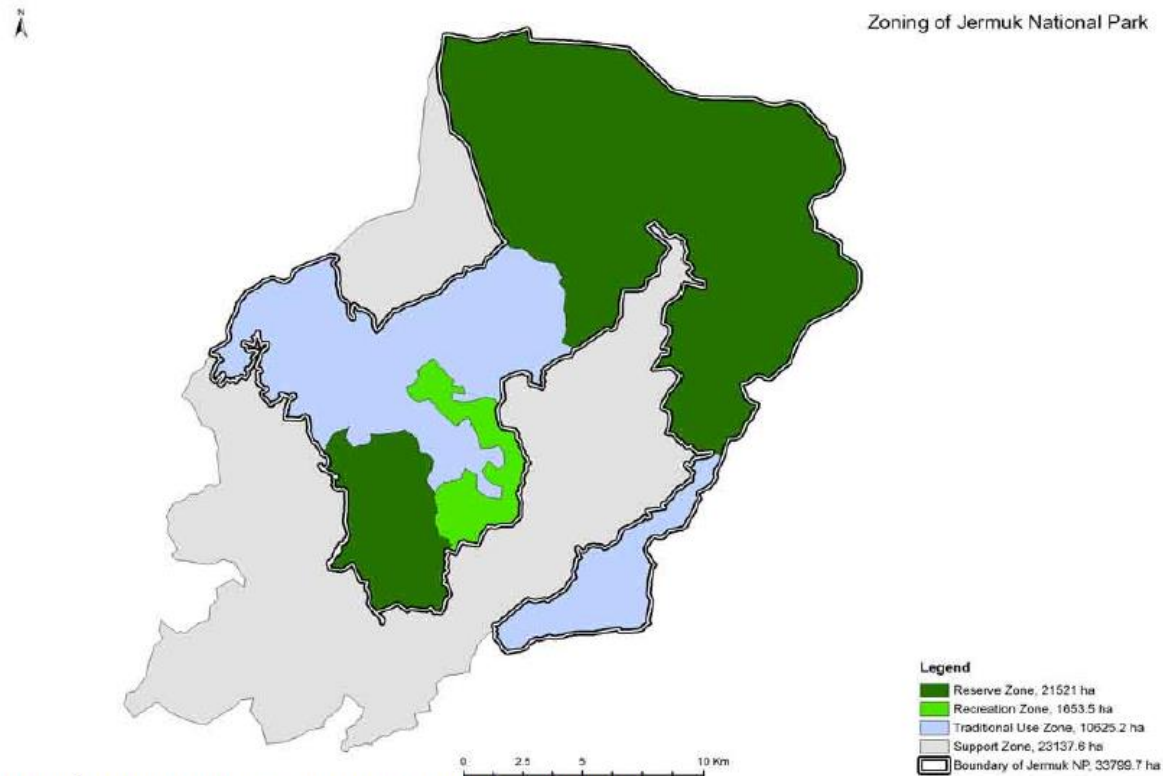 N
Zoning of Jermuk National Park
Legend
Reserve Zone, 21521 ha
Recreation Zone, 1653.5 ha
Traditional Use Zone, 10625.2 ha
Support Zone, 23137.6 ha
Boundary of Jermuk NP, 33799.7 ha
0 2.5 5 10 Km